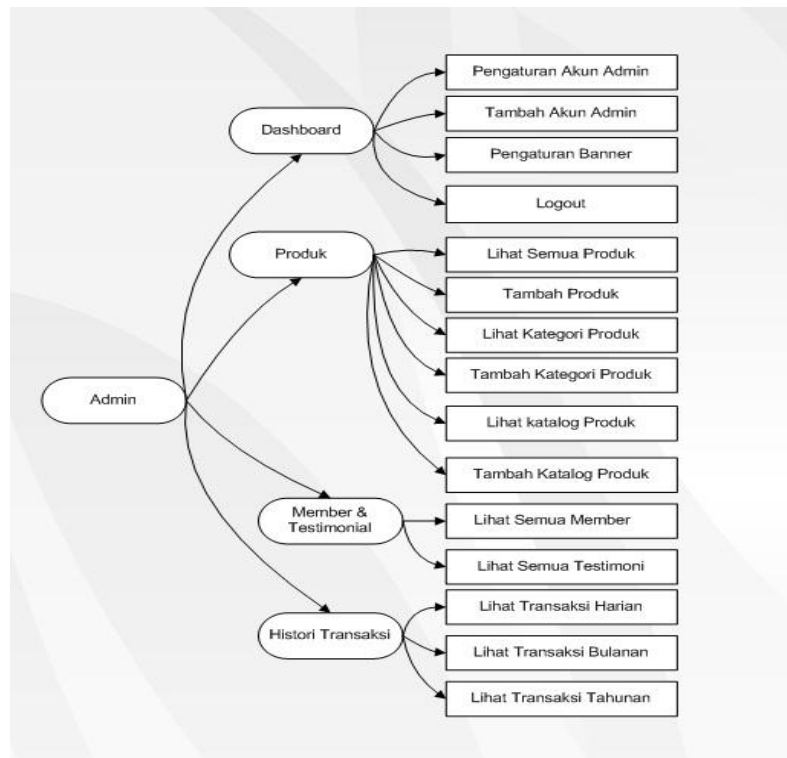 Admin
Dashboard
Pengaturan Akun Admin
Tambah Akun Admin
Pengaturan Banner
Logout
Produk
Lihat Semua Produk
Tambah Produk
Lihat Kategori Produk
Tambah Kategori Produk
Lihat katalog Produk
Tambah Katalog Produk
Member &
Testimonial
Lihat Semua Member
Lihat Semua Testimoni
Histori Transaksi
Lihat Transaksi Harian
Lihat Transaksi Bulanan
Lihat Transaksi Tahunan